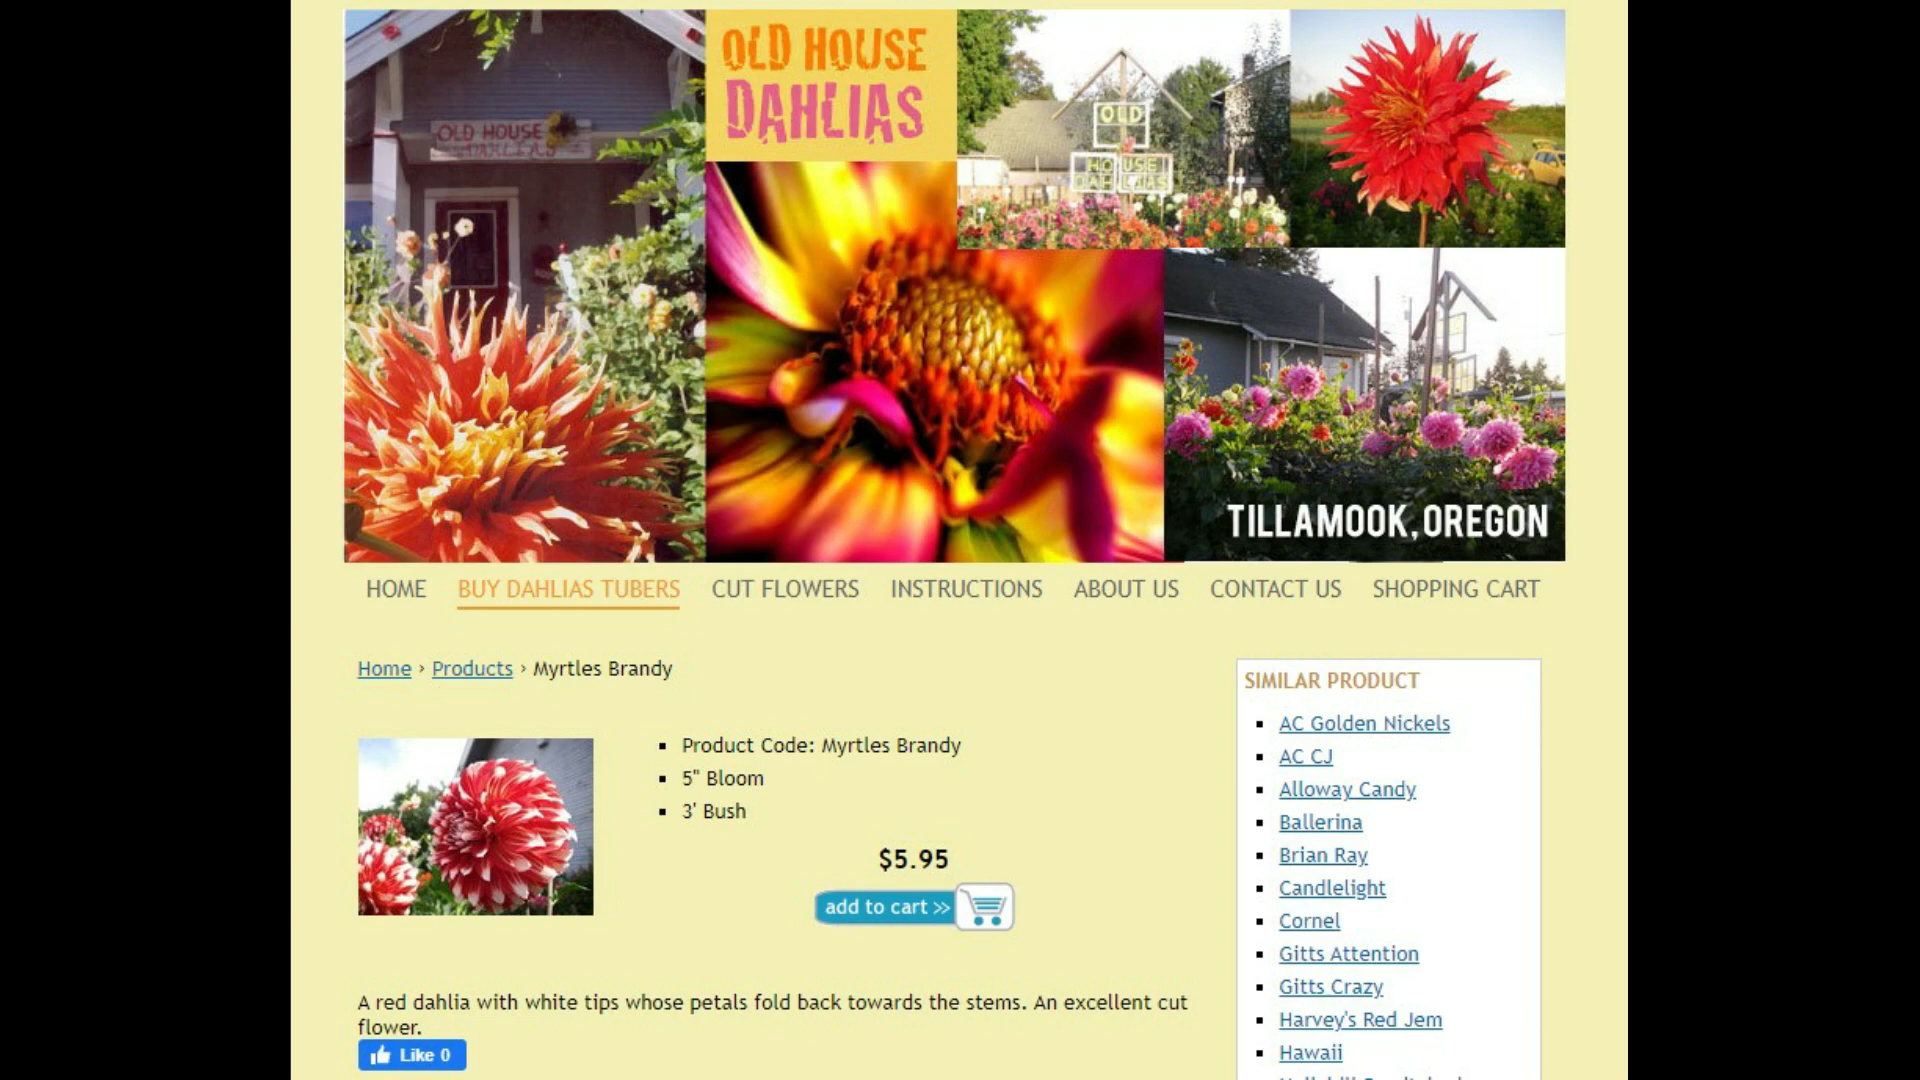 OLD HOUSE
DAHLIAS
OLD HOUSE
DAHLIAS
OLD
HOUSE
DAHLIAS
TILLAMOOK, OREGON
HOME
BUY DAHLIAS TUBERS
CUT FLOWERS
INSTRUCTIONS
ABOUT US
CONTACT US
SHOPPING CART
Home › Products › Myrtles Brandy
Product Code: Myrtles Brandy
5" Bloom
3' Bush
$5.95
add to cart >>
A red dahlia with white tips whose petals fold back towards the stems. An excellent cut
flower.
Like 0
SIMILAR PRODUCT
AC Golden Nickels
AC CJ
Alloway Candy
Ballerina
Brian Ray
Candlelight
Cornel
Gitts Attention
Gitts Crazy
Harvey's Red Jem
Hawaii